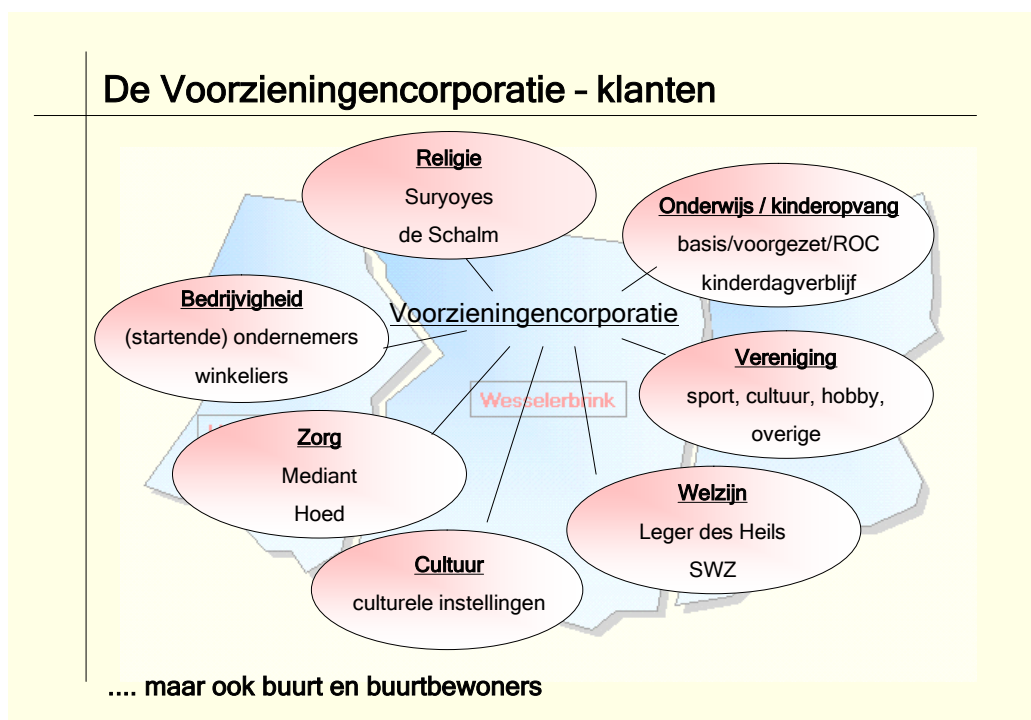 De Voorzieningencorporatie - klanten
Religie
Suryoyes
de Schalm
Onderwijs / kinderopvang
basis/voorgezet/ROC
kinderdagverblijf
Bedrijvigheid
(startende) ondernemers
winkeliers
Voorzieningencorporatie
Vereniging
sport, cultuur, hobby,
overige
Wesselerbrink
Zorg
Mediant
Hoed
Welzijn
Leger des Heils
SWZ
Cultuur
culturele instellingen
.... maar ook buurt en buurtbewoners